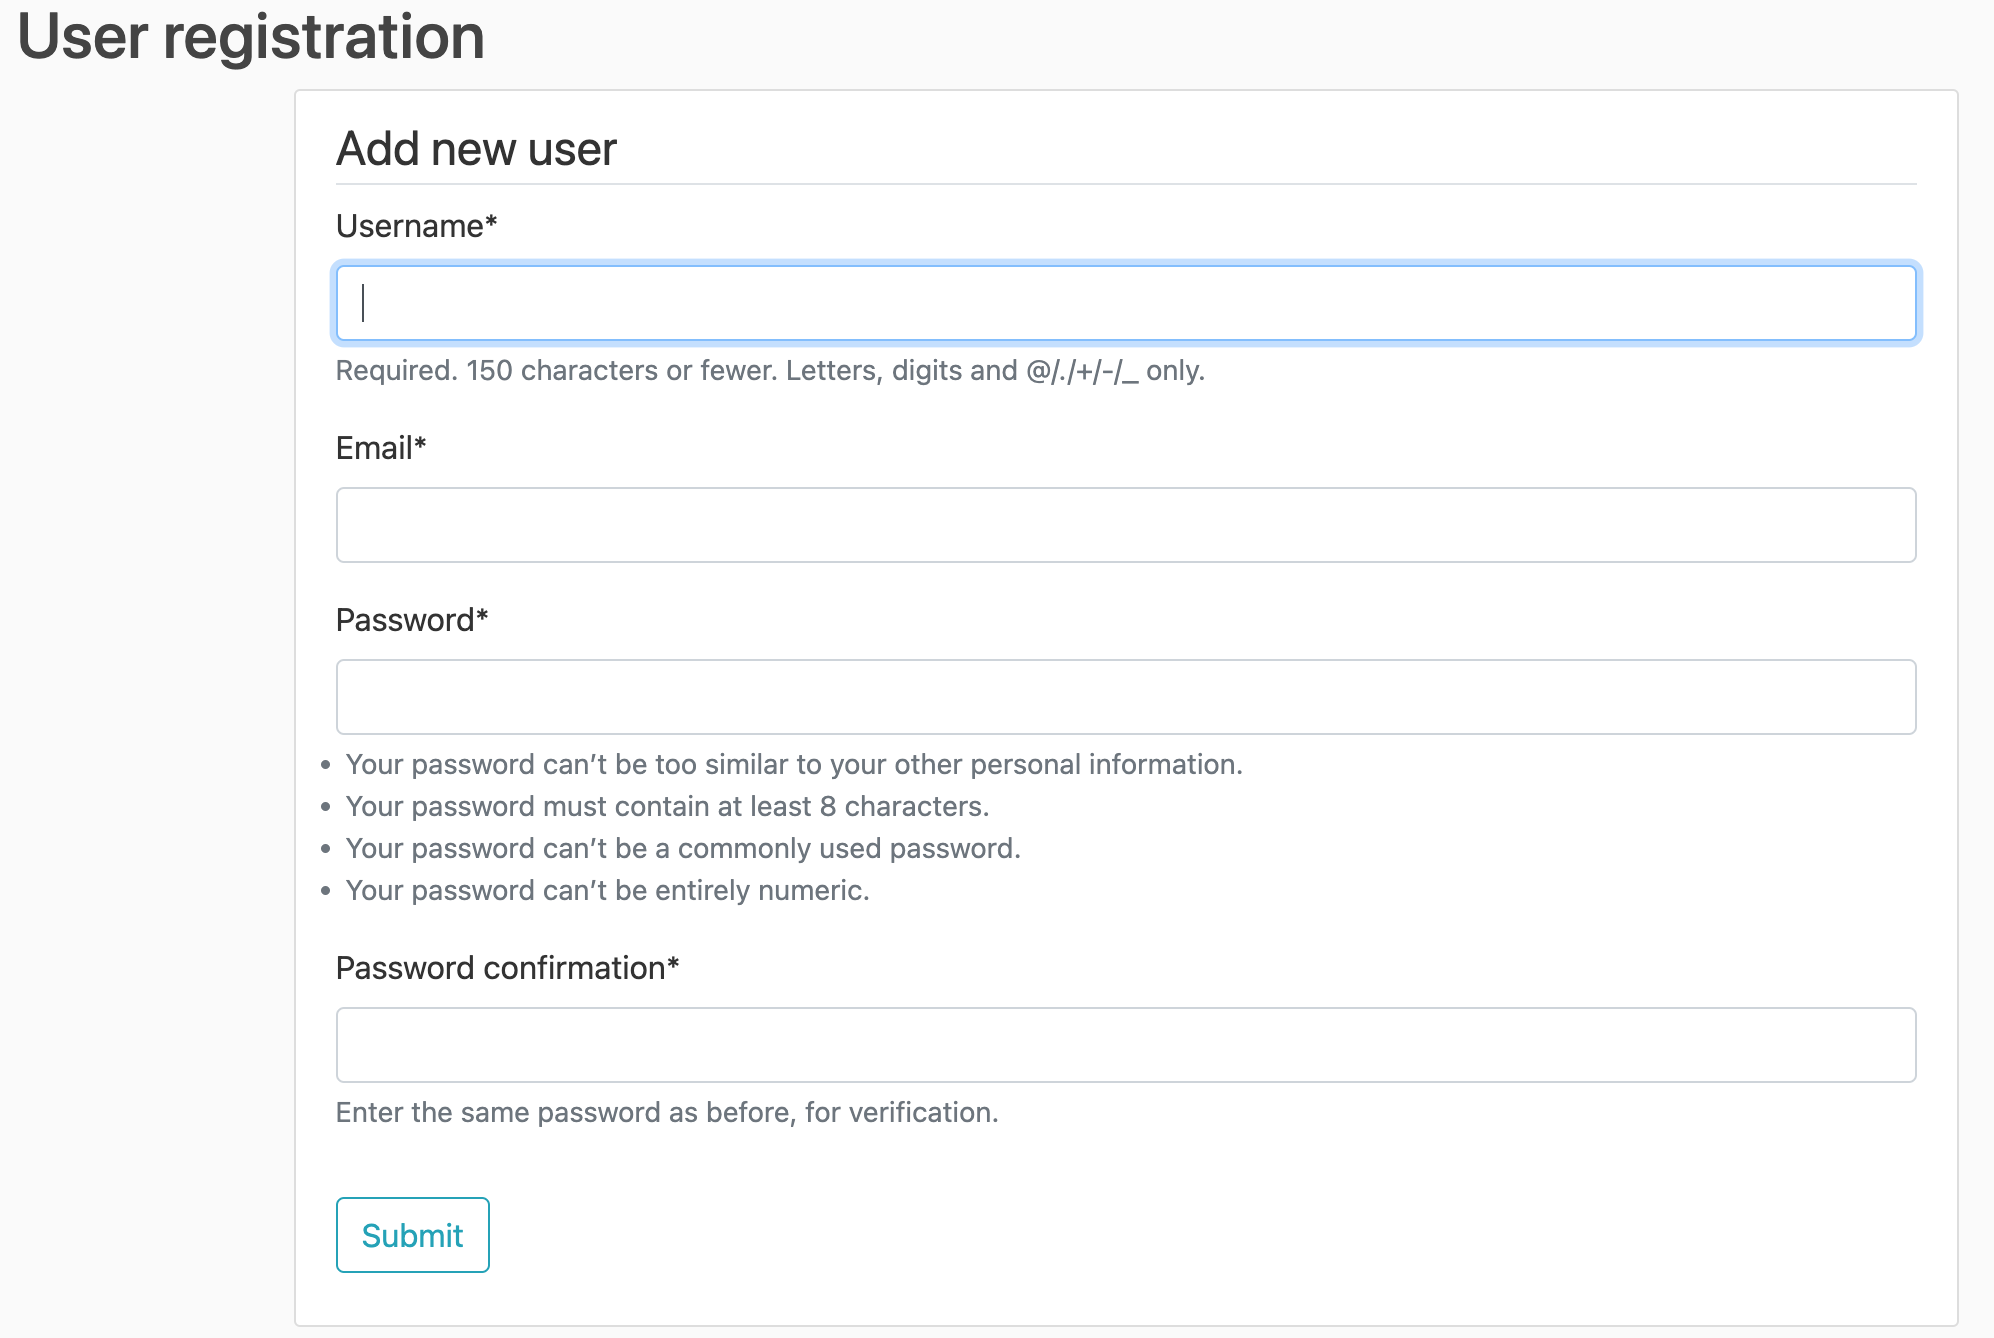 User registration
Add new user
Username*
Required. 150 characters or fewer. Letters, digits and @/./+/-/_ only.
Email*
Password*
• Your password can’t be too similar to your other personal information.
• Your password must contain at least 8 characters.
• Your password can’t be a commonly used password.
• Your password can’t be entirely numeric.
Password confirmation*
Enter the same password as before, for verification.
Submit